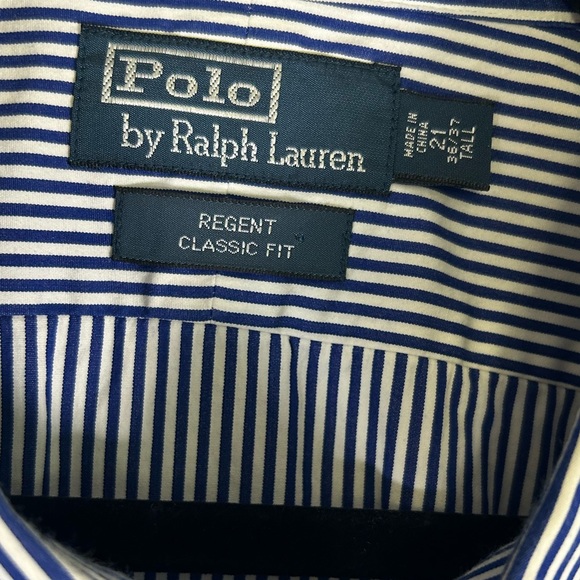 Polo
by Ralph Lauren
MADE IN
CHINA
21
36/37
TALL
REGENT
CLASSIC FIT